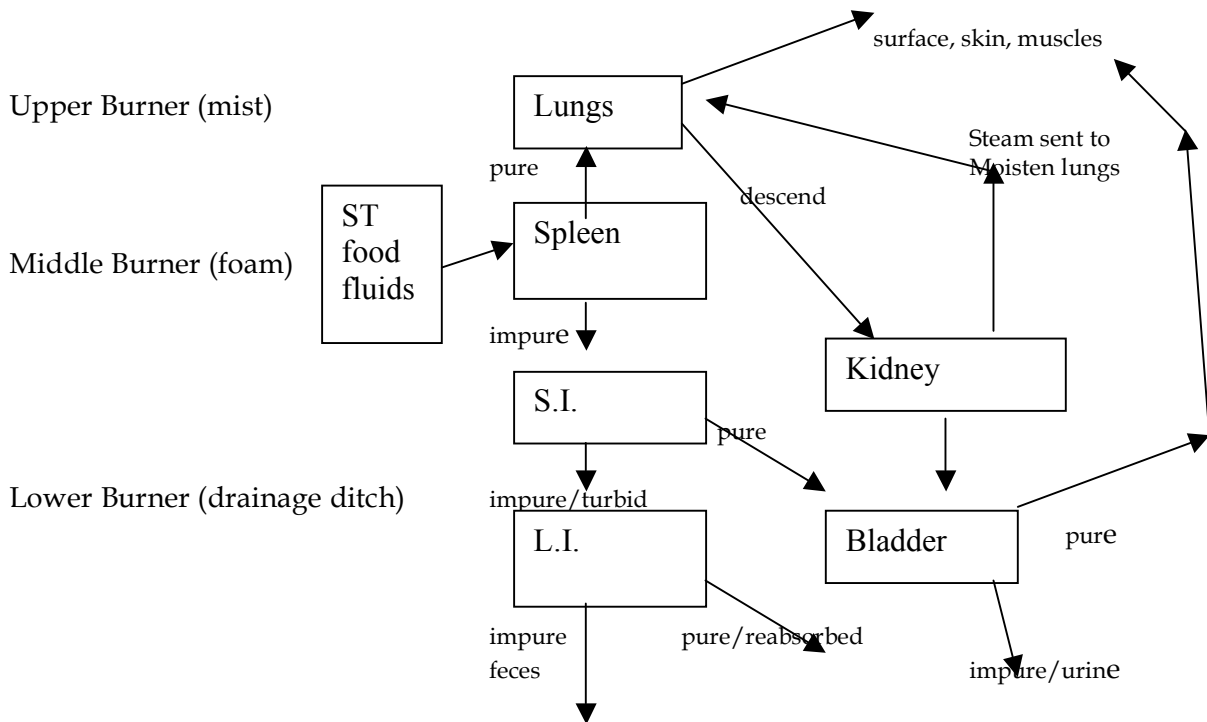 surface, skin, muscles
Upper Burner (mist)
Lungs
Steam sent to
Moisten lungs
pure
descend
ST
food
fluids
Spleen
Middle Burner (foam)
impure
Kidney
S.I.
pure
Lower Burner (drainage ditch)
impure/turbid
L.I.
Bladder
pure
impure
feces
pure/reabsorbed
impure/urine